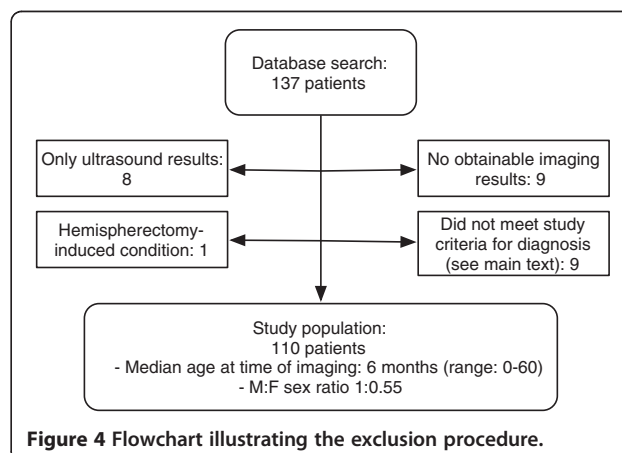 Database search:
137 patients
Only ultrasound results:
8
No obtainable imaging
results: 9
Hemispherectomy-
induced condition: 1
Did not meet study
criteria for diagnosis
(see main text): 9
Study population:
110 patients
- Median age at time of imaging: 6 months (range: 0-60)
- M:F sex ratio 1:0.55
Figure 4 Flowchart illustrating the exclusion procedure.